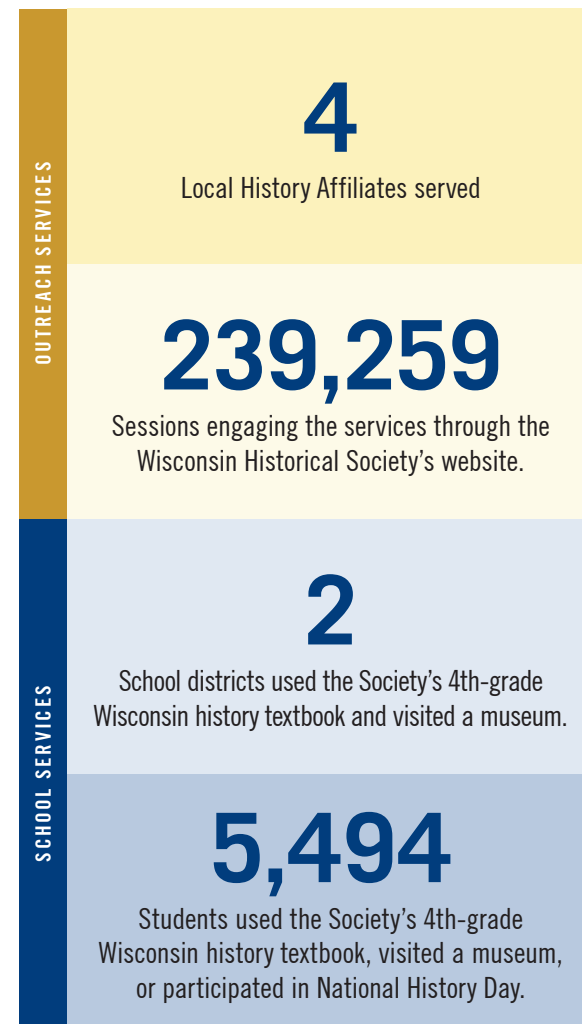 OUTREACH SERVICES
4
Local History Affiliates served
239,259
Sessions engaging the services through the
Wisconsin Historical Society’s website.
SCHOOL SERVICES
2
School districts used the Society’s 4th-grade
Wisconsin history textbook and visited a museum.
5,494
Students used the Society’s 4th-grade
Wisconsin history textbook, visited a museum,
or participated in National History Day.